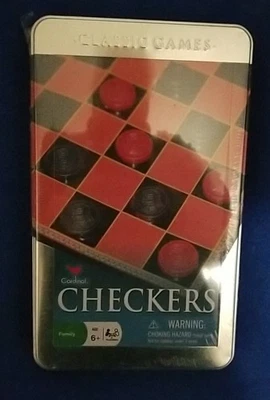 CLASSIC GAMES
Cardinal
CHECKERS
Family
6+
WARNING:
CHOKING HAZARD